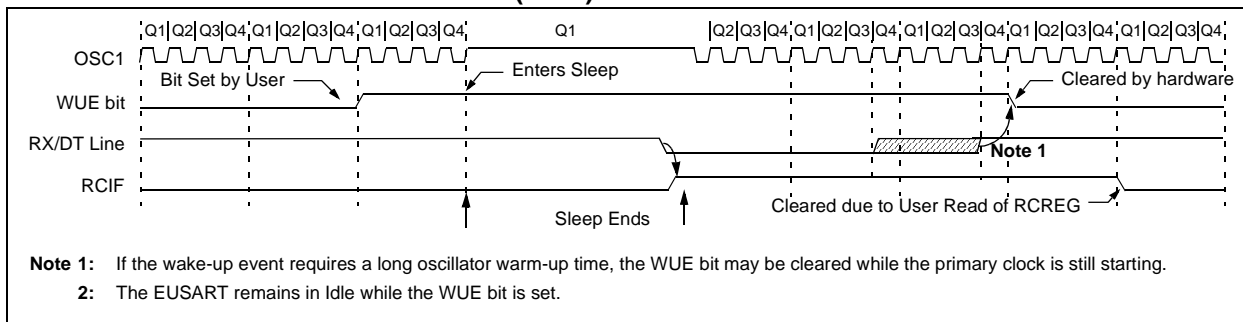 Q1 Q2 Q3 Q4 Q1 Q2 Q3 Q4 Q1 Q2 Q3 Q4 Q1 Q2 Q3 Q4 Q1 Q2 Q3 Q4 Q1 Q2 Q3 Q4 Q1 Q2 Q3 Q4 Q1 Q2 Q3 Q4
OSC1
Bit Set by User
Enters Sleep
Cleared by hardware
WUE bit
RX/DT Line
Note 1
RCIF
Sleep Ends
Cleared due to User Read of RCREG
Note 1: If the wake-up event requires a long oscillator warm-up time, the WUE bit may be cleared while the primary clock is still starting.
2: The EUSART remains in Idle while the WUE bit is set.